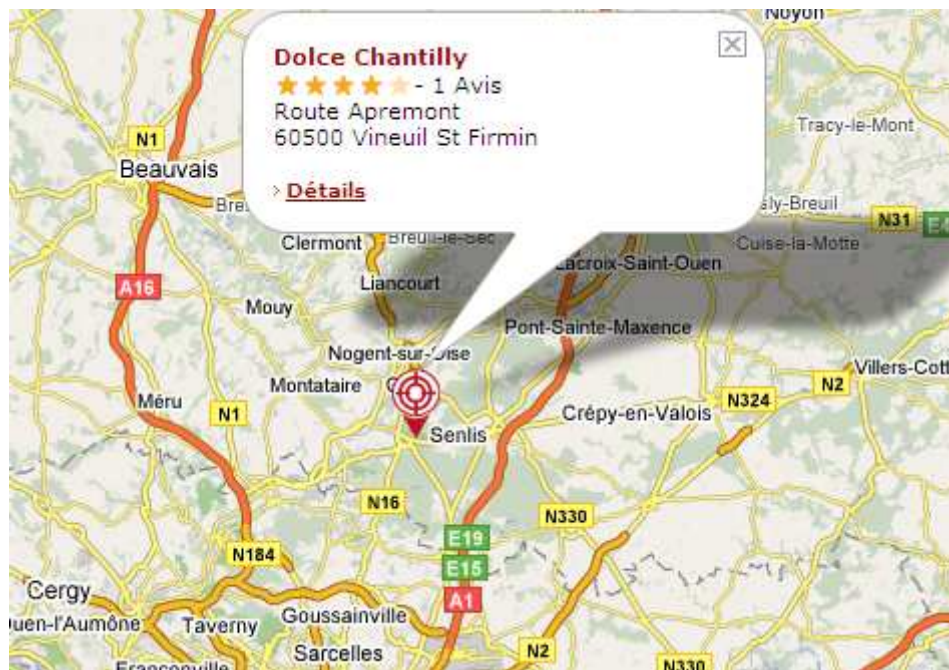 Noyon
Dolce Chantilly
- 1 Avis
Route Apremont
60500 Vineuil St Firmin
Détails
Tracy-le-Mont
N1
Beauvais
N31
Clermont
Breuil-le-Sec
Cuise-la-Motte
Lacroix-Saint-Ouen
A16
Liancourt
Mouy
Pont-Sainte-Maxence
Nogent-sur-Oise
Montataire
Villers-Cott
N2
Méru
N1
N324
Crépy-en-Valois
Senlis
N16
N330
E19
N184
E15
Cergy
A1
uen-l'Aumône
Taverny
Goussainville
Sarcelles
N2
Franconville
N330